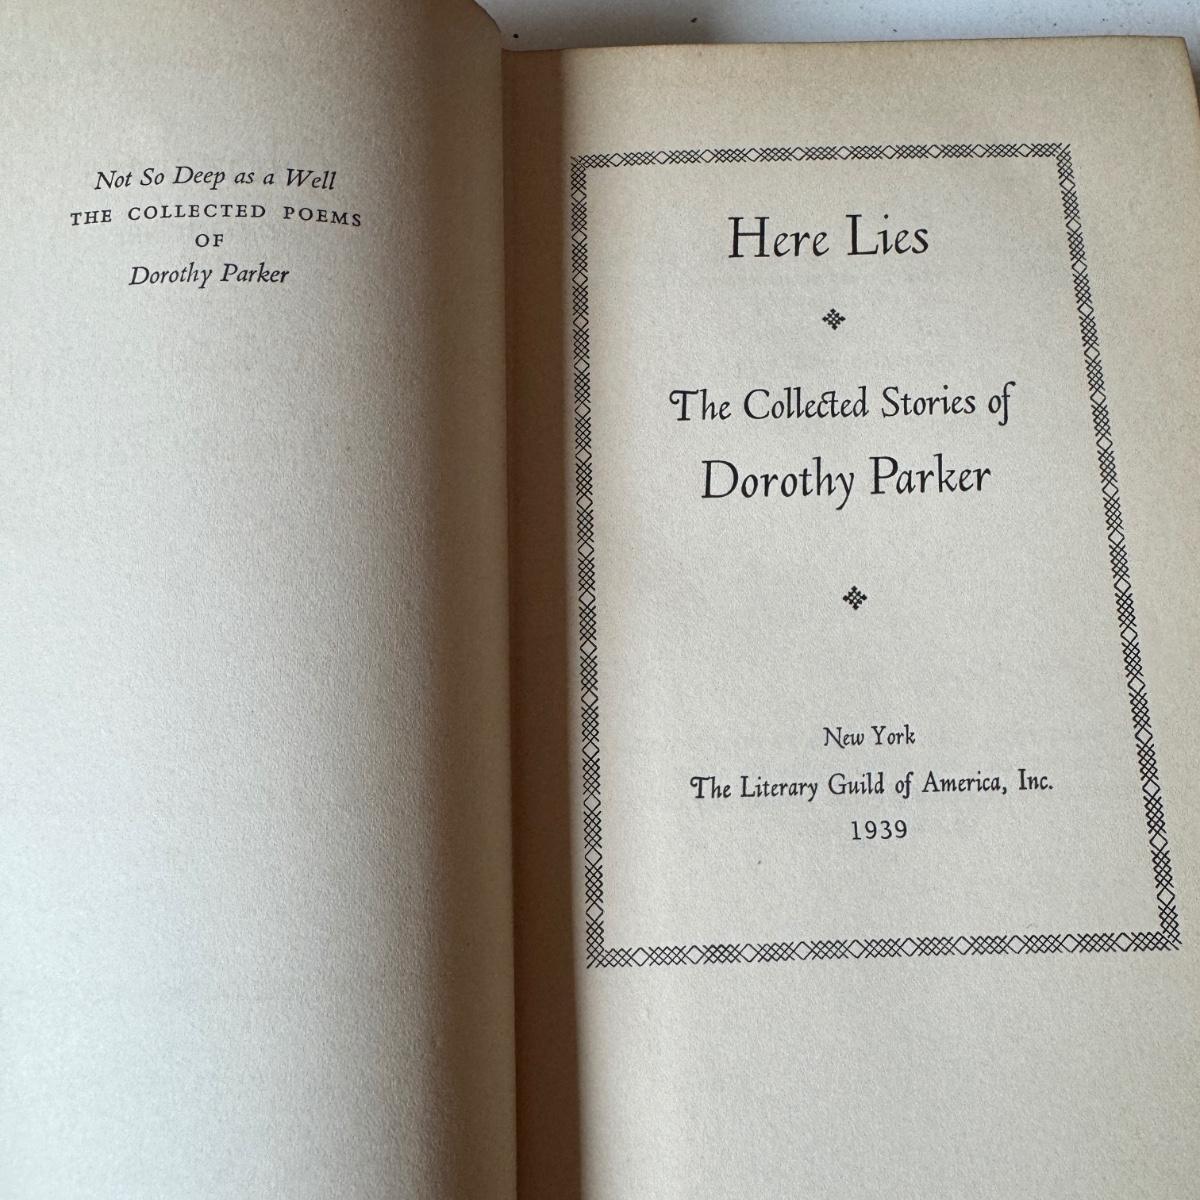 Not So Deep as a Well
THE COLLECTED POEMS
OF
Dorothy Parker
Here Lies
The Collected Stories of
Dorothy Parker
New York
The Literary Guild of America, Inc.
1939